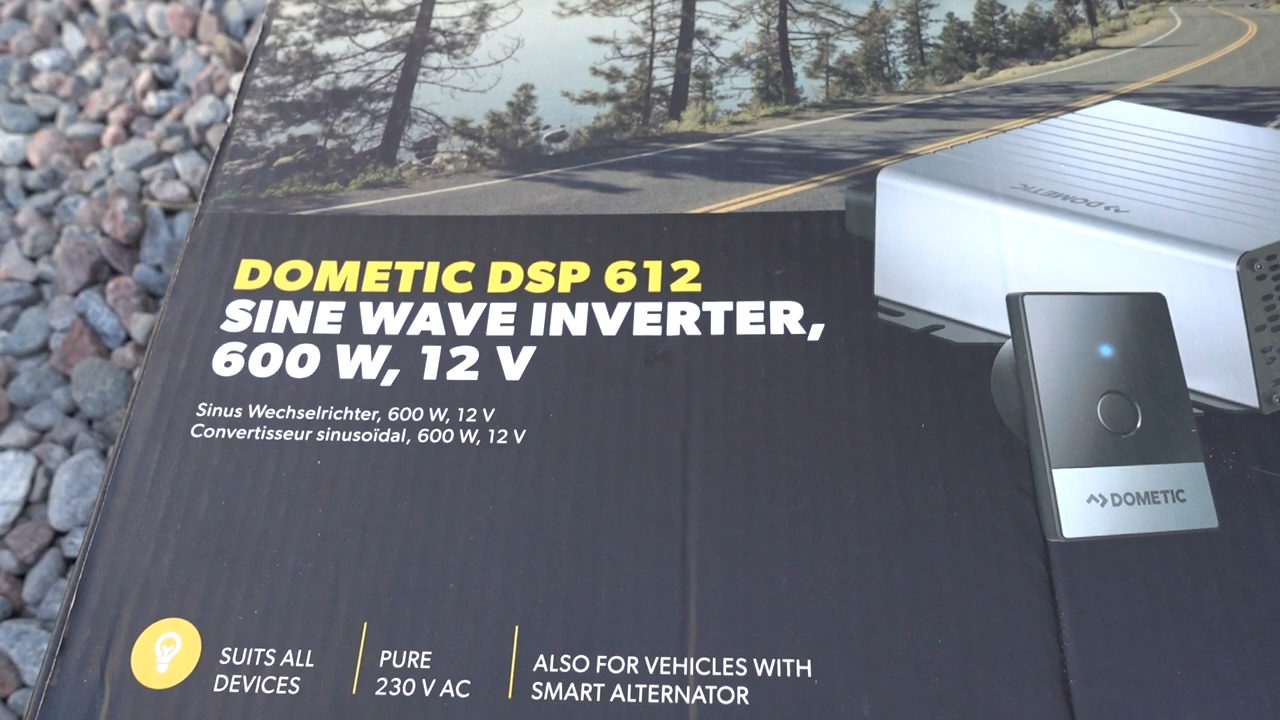 DOMETIC
DOMETIC DSP 612
SINE WAVE INVERTER,
600 W, 12 V
Sinus Wechselrichter, 600 W, 12 V
Convertisseur sinusoïdal, 600 W, 12 V
DOMETIC
SUITS ALL
DEVICES
PURE
230 V AC
ALSO FOR VEHICLES WITH
SMART ALTERNATOR